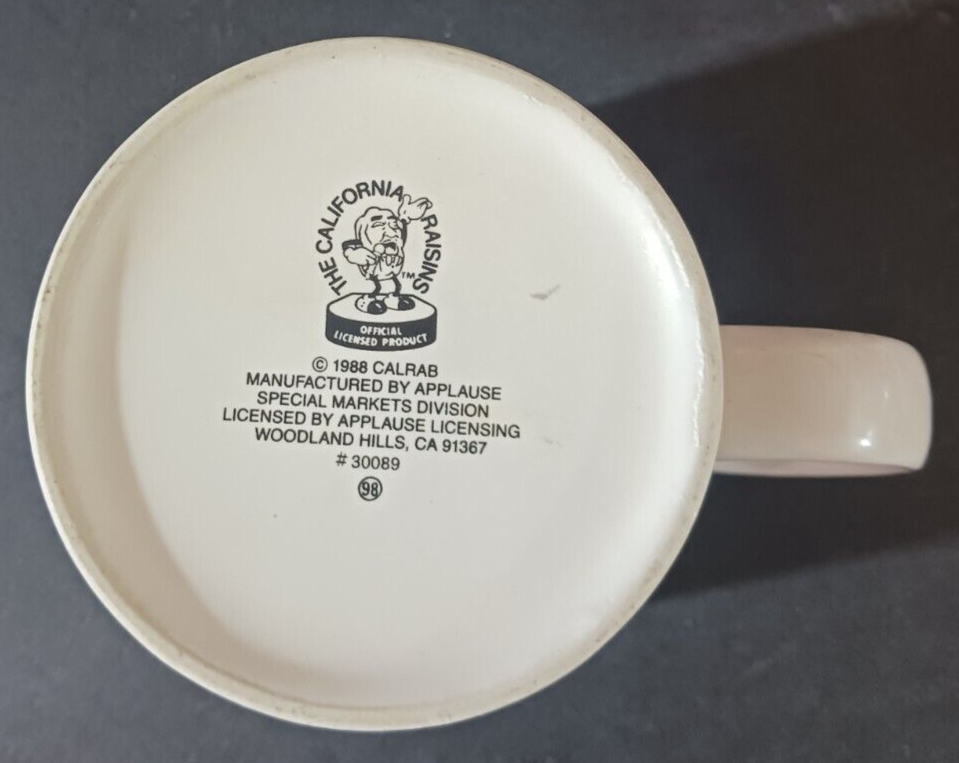 THE CALIFORNIA RAISINS
TM
OFFICIAL
LICENSED PRODUCT
© 1988 CALRAB
MANUFACTURED BY APPLAUSE
SPECIAL MARKETS DIVISION
LICENSED BY APPLAUSE LICENSING
WOODLAND HILLS, CA 91367
# 30089
98